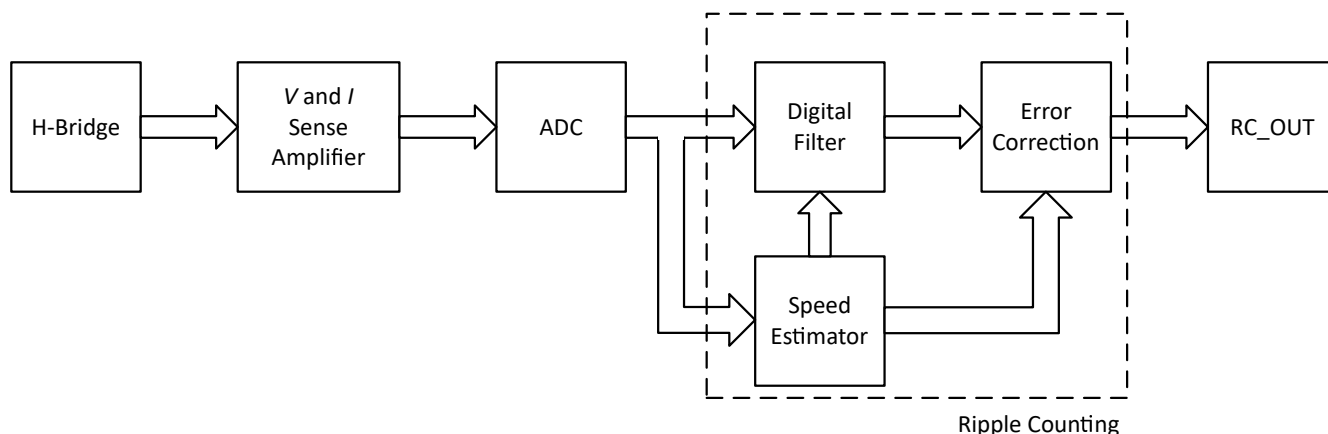 H-Bridge
V and I
Sense
Amplifier
ADC
Digital
Filter
Error
Correction
RC_OUT
Speed
Estimator
Ripple Counting